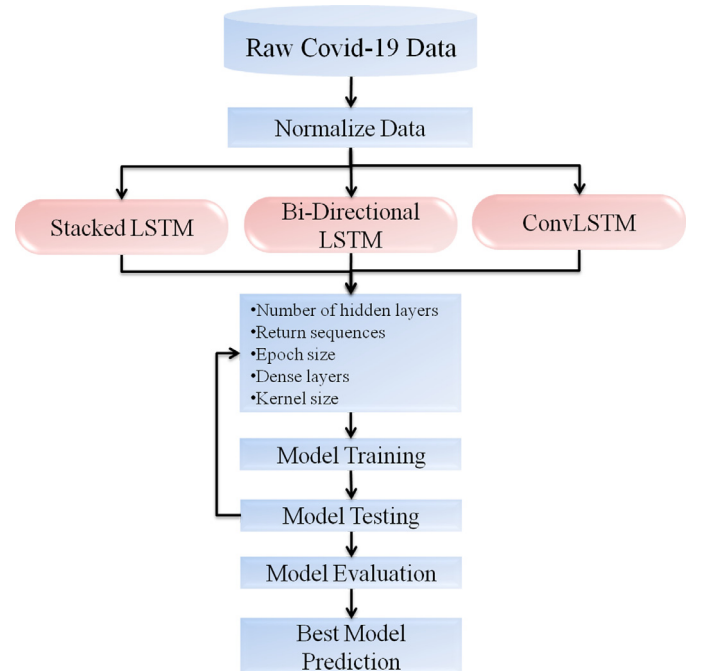 Raw Covid-19 Data
Normalize Data
Stacked LSTM
Bi-Directional
LSTM
ConvLSTM
•Number of hidden layers
•Return sequences
•Epoch size
•Dense layers
•Kernel size
Model Training
Model Testing
Model Evaluation
Best Model
Prediction